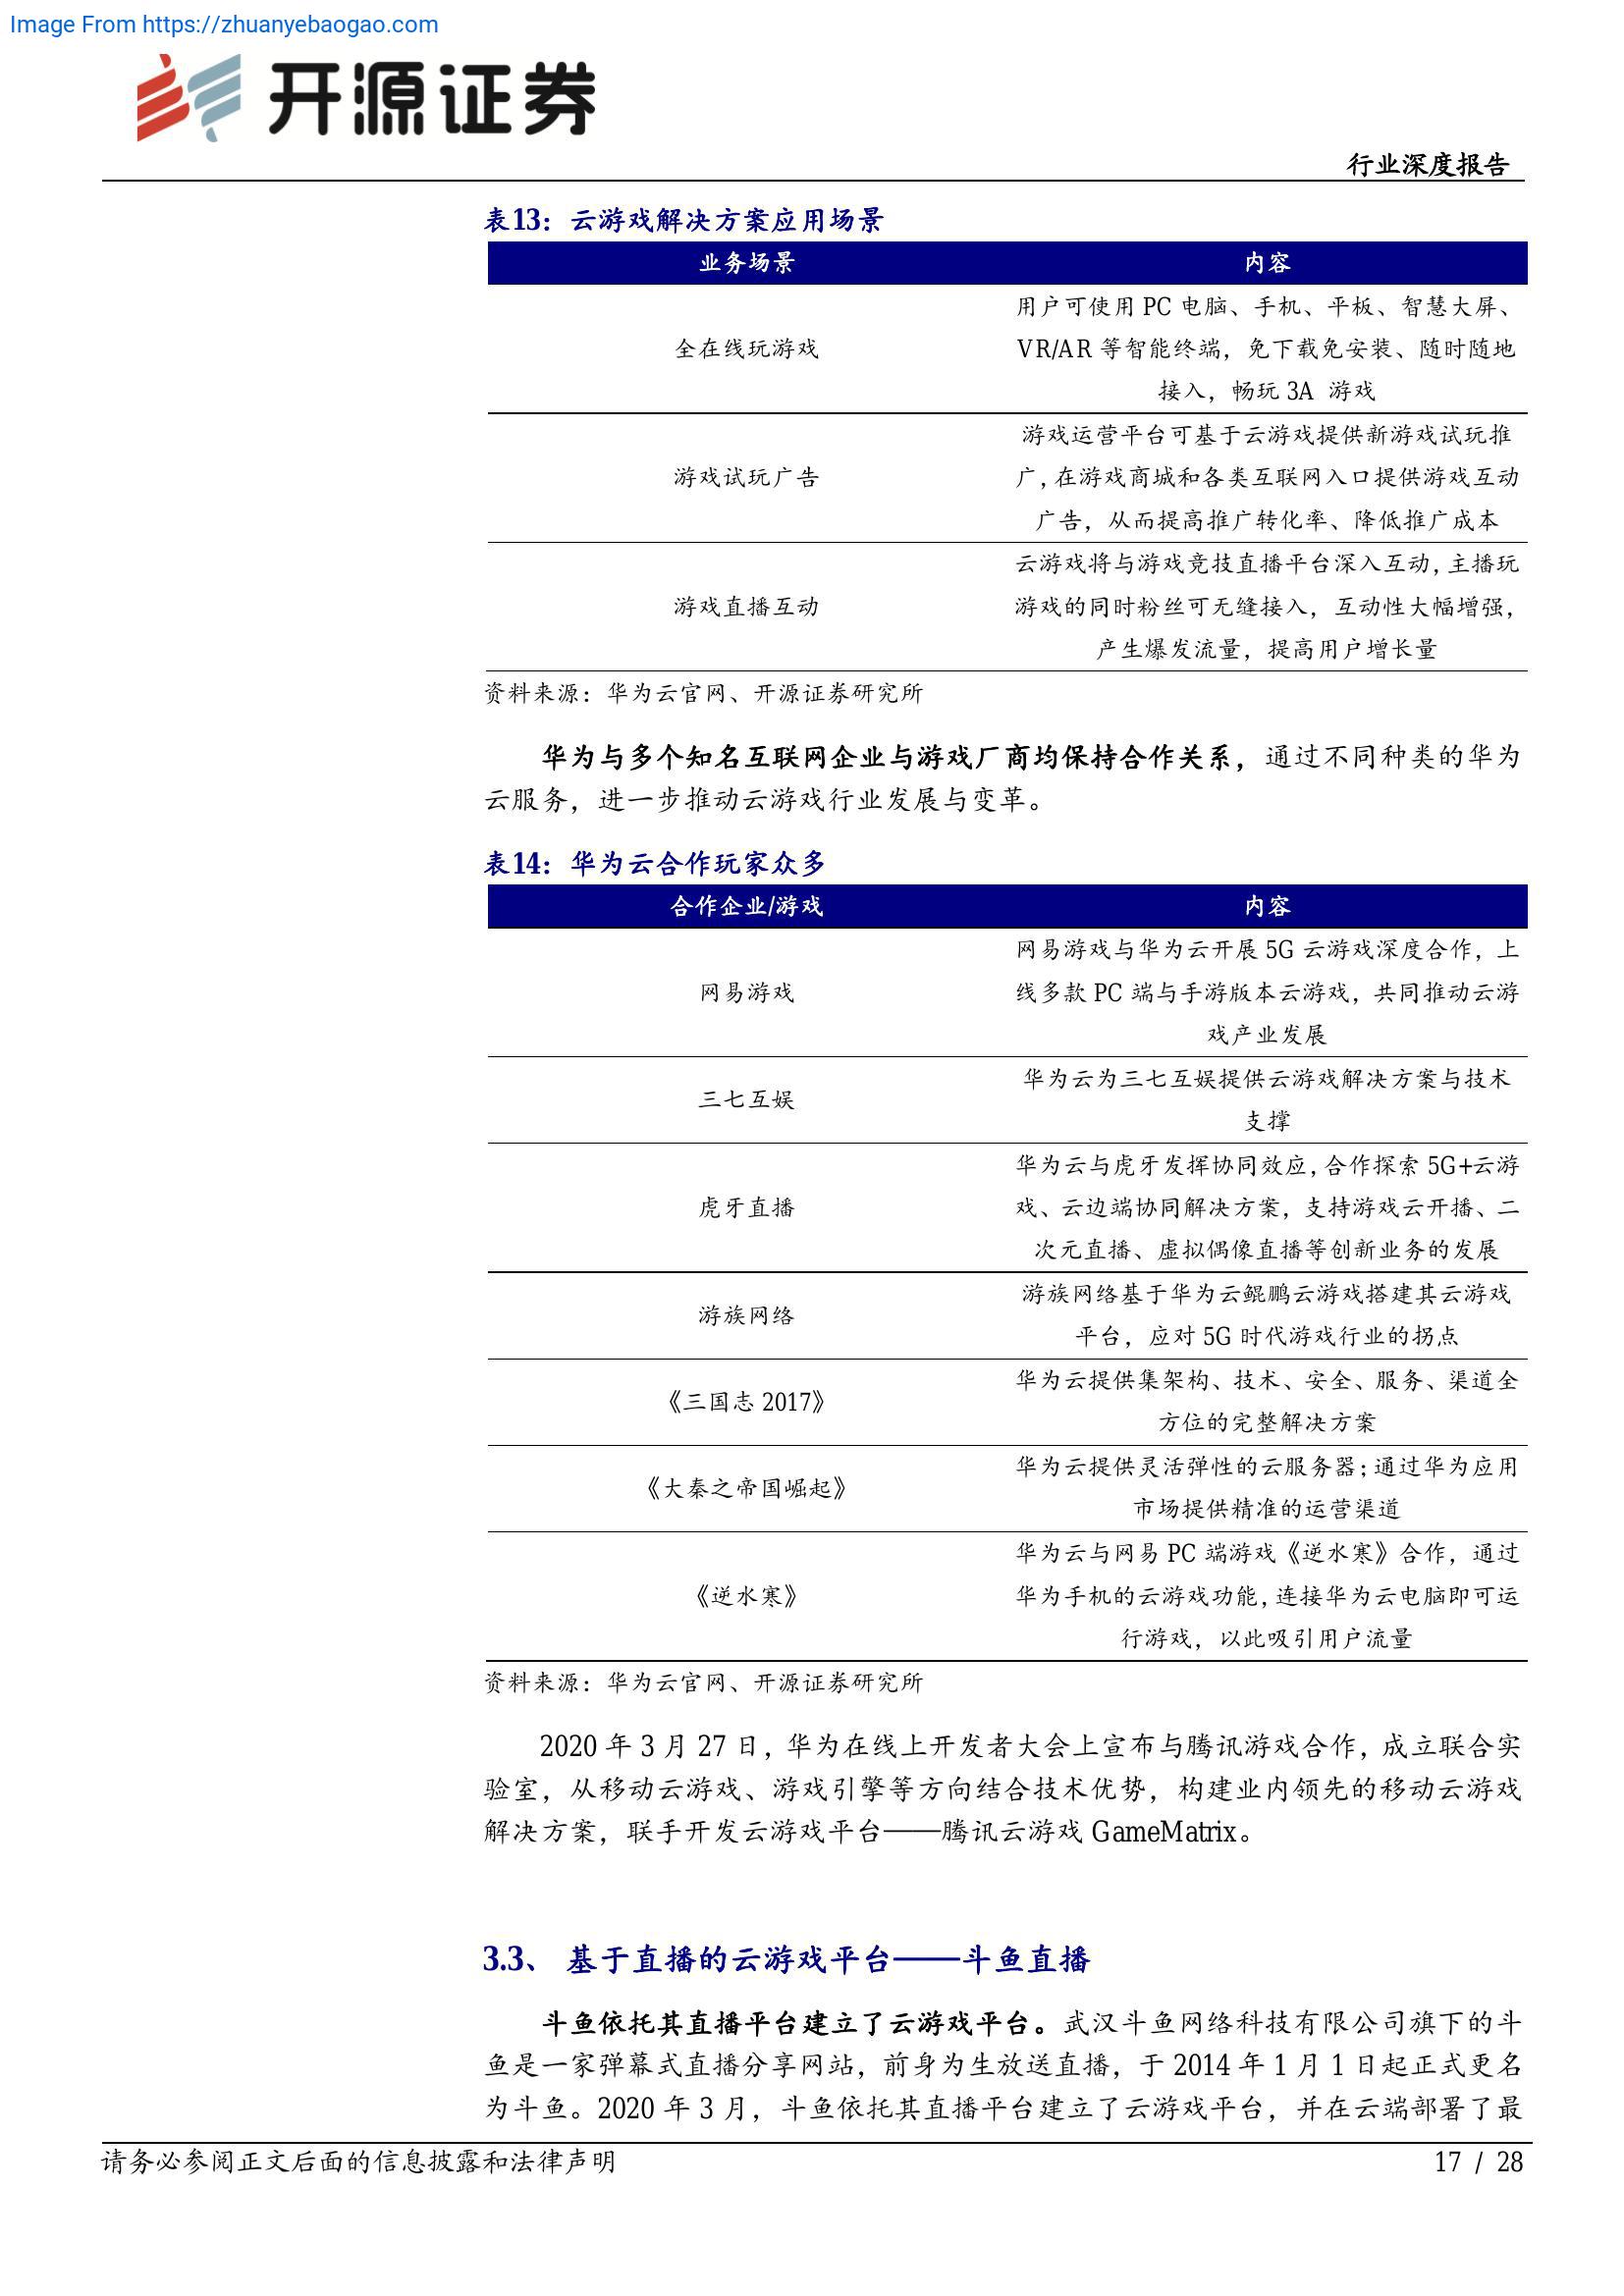 Image From https://zhuanyebaogao.com
开源证券
行业深度报告
表13：云游戏解决方案应用场景
业务场景 内容
全在线玩游戏
用户可使用 PC 电脑、手机、平板、智慧大屏、
VR/AR 等智能终端，免下载免安装、随时随地
接入，畅玩 3A 游戏
游戏试玩广告
游戏运营平台可基于云游戏提供新游戏试玩推
广，在游戏商城和各类互联网入口提供游戏互动
广告，从而提高推广转化率、降低推广成本
游戏直播互动
云游戏将与游戏竞技直播平台深入互动，主播玩
游戏的同时粉丝可无缝接入，互动性大幅增强，
产生爆发流量，提高用户增长量
资料来源：华为云官网、开源证券研究所
华为与多个知名互联网企业与游戏厂商均保持合作关系，通过不同种类的华为
云服务，进一步推动云游戏行业发展与变革。
表14：华为云合作玩家众多
合作企业/游戏 内容
网易游戏
网易游戏与华为云开展 5G 云游戏深度合作，上
线多款 PC 端与手游版本云游戏，共同推动云游
戏产业发展
三七互娱
华为云为三七互娱提供云游戏解决方案与技术
支撑
虎牙直播
华为云与虎牙发挥协同效应，合作探索 5G+云游
戏、云边端协同解决方案，支持游戏云开播、二
次元直播、虚拟偶像直播等创新业务的发展
游族网络
游族网络基于华为云鲲鹏云游戏搭建其云游戏
平台，应对 5G 时代游戏行业的拐点
《三国志 2017》
华为云提供集架构、技术、安全、服务、渠道全
方位的完整解决方案
《大秦之帝国崛起》
华为云提供灵活弹性的云服务器；通过华为应用
市场提供精准的运营渠道
《逆水寒》
华为云与网易 PC 端游戏《逆水寒》合作，通过
华为手机的云游戏功能，连接华为云电脑即可运
行游戏，以此吸引用户流量
资料来源：华为云官网、开源证券研究所
2020 年 3 月 27 日，华为在线上开发者大会上宣布与腾讯游戏合作，成立联合实
验室，从移动云游戏、游戏引擎等方向结合技术优势，构建业内领先的移动云游戏
解决方案，联手开发云游戏平台——腾讯云游戏 GameMatrix。
3.3、 基于直播的云游戏平台——斗鱼直播
斗鱼依托其直播平台建立了云游戏平台。武汉斗鱼网络科技有限公司旗下的斗
鱼是一家弹幕式直播分享网站，前身为生放送直播，于 2014 年 1 月 1 日起正式更名
为斗鱼。2020 年 3 月，斗鱼依托其直播平台建立了云游戏平台，并在云端部署了最
请务必参阅正文后面的信息披露和法律声明 17 / 28